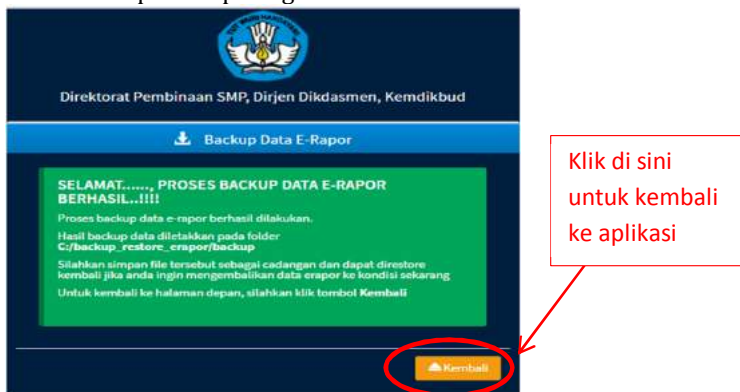 TUT WURI HANDAYANI
Direktorat Pembinaan SMP, Dirjen Dikdasmen, Kemdikbud
Backup Data E-Rapor
SELAMAT......, PROSES BACKUP DATA E-RAPOR
BERHASIL..!!!!
Proses backup data e-rapor berhasil dilakukan.
Hasil backup data diletakkan pada folder
C:/backup_restore_erapor/backup
Silahkan simpan file tersebut sebagai cadangan dan dapat direstore
kembali jika anda ingin mengembalikan data erapor ke kondisi sekarang
Untuk kembali ke halaman depan, silahkan klik tombol Kembali
Kembali
Klik di sini
untuk kembali
ke aplikasi